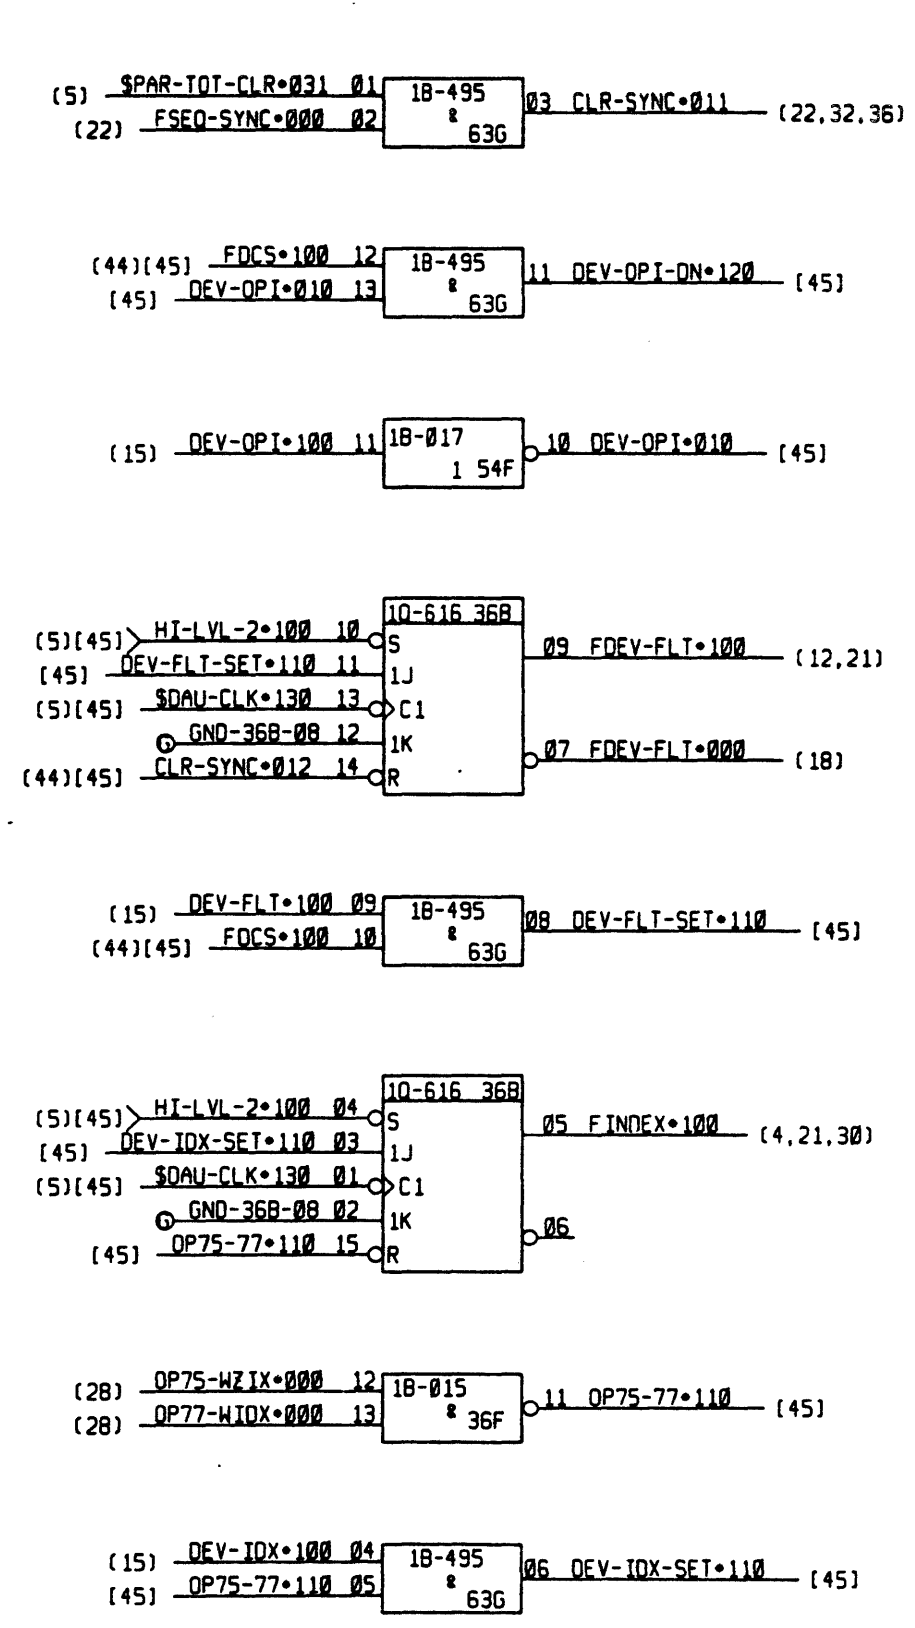 (5) $PAR-TOT-CLR•031 01 1B-495 03 CLR-SYNC•011 (22,32,36)
(22) FSEQ-SYNC•000 02 & 63G
(44)[45] FDCS•100 12 1B-495 11 DEV-OPI-DN•120 [45]
[45] DEV-OPI•010 13 & 63G
(15) DEV-OPI•100 11 1B-017 10 DEV-OPI•010 [45]
1 54F
1Q-616 36B
(5)[45] HI-LVL-2•100 10 S 09 FDEV-FLT•100 (12,21)
[45] DEV-FLT-SET•110 11 1J
(5)[45] $DAU-CLK•130 13 C1
G GND-36B-08 12 1K 07 FDEV-FLT•000 (18)
(44)[45] CLR-SYNC•012 14 R
(15) DEV-FLT•100 09 1B-495 08 DEV-FLT-SET•110 [45]
(44)[45] FDCS•100 10 & 63G
1Q-616 36B
(5)[45] HI-LVL-2•100 04 S 05 FINDEX•100 (4,21,30)
[45] DEV-IDX-SET•110 03 1J
(5)[45] $DAU-CLK•130 01 C1
G GND-36B-08 02 1K 06
[45] OP75-77•110 15 R
(28) OP75-WZIX•000 12 1B-015 11 OP75-77•110 [45]
(28) OP77-WIDX•000 13 & 36F
(15) DEV-IDX•100 04 1B-495 06 DEV-IDX-SET•110 [45]
[45] OP75-77•110 05 & 63G